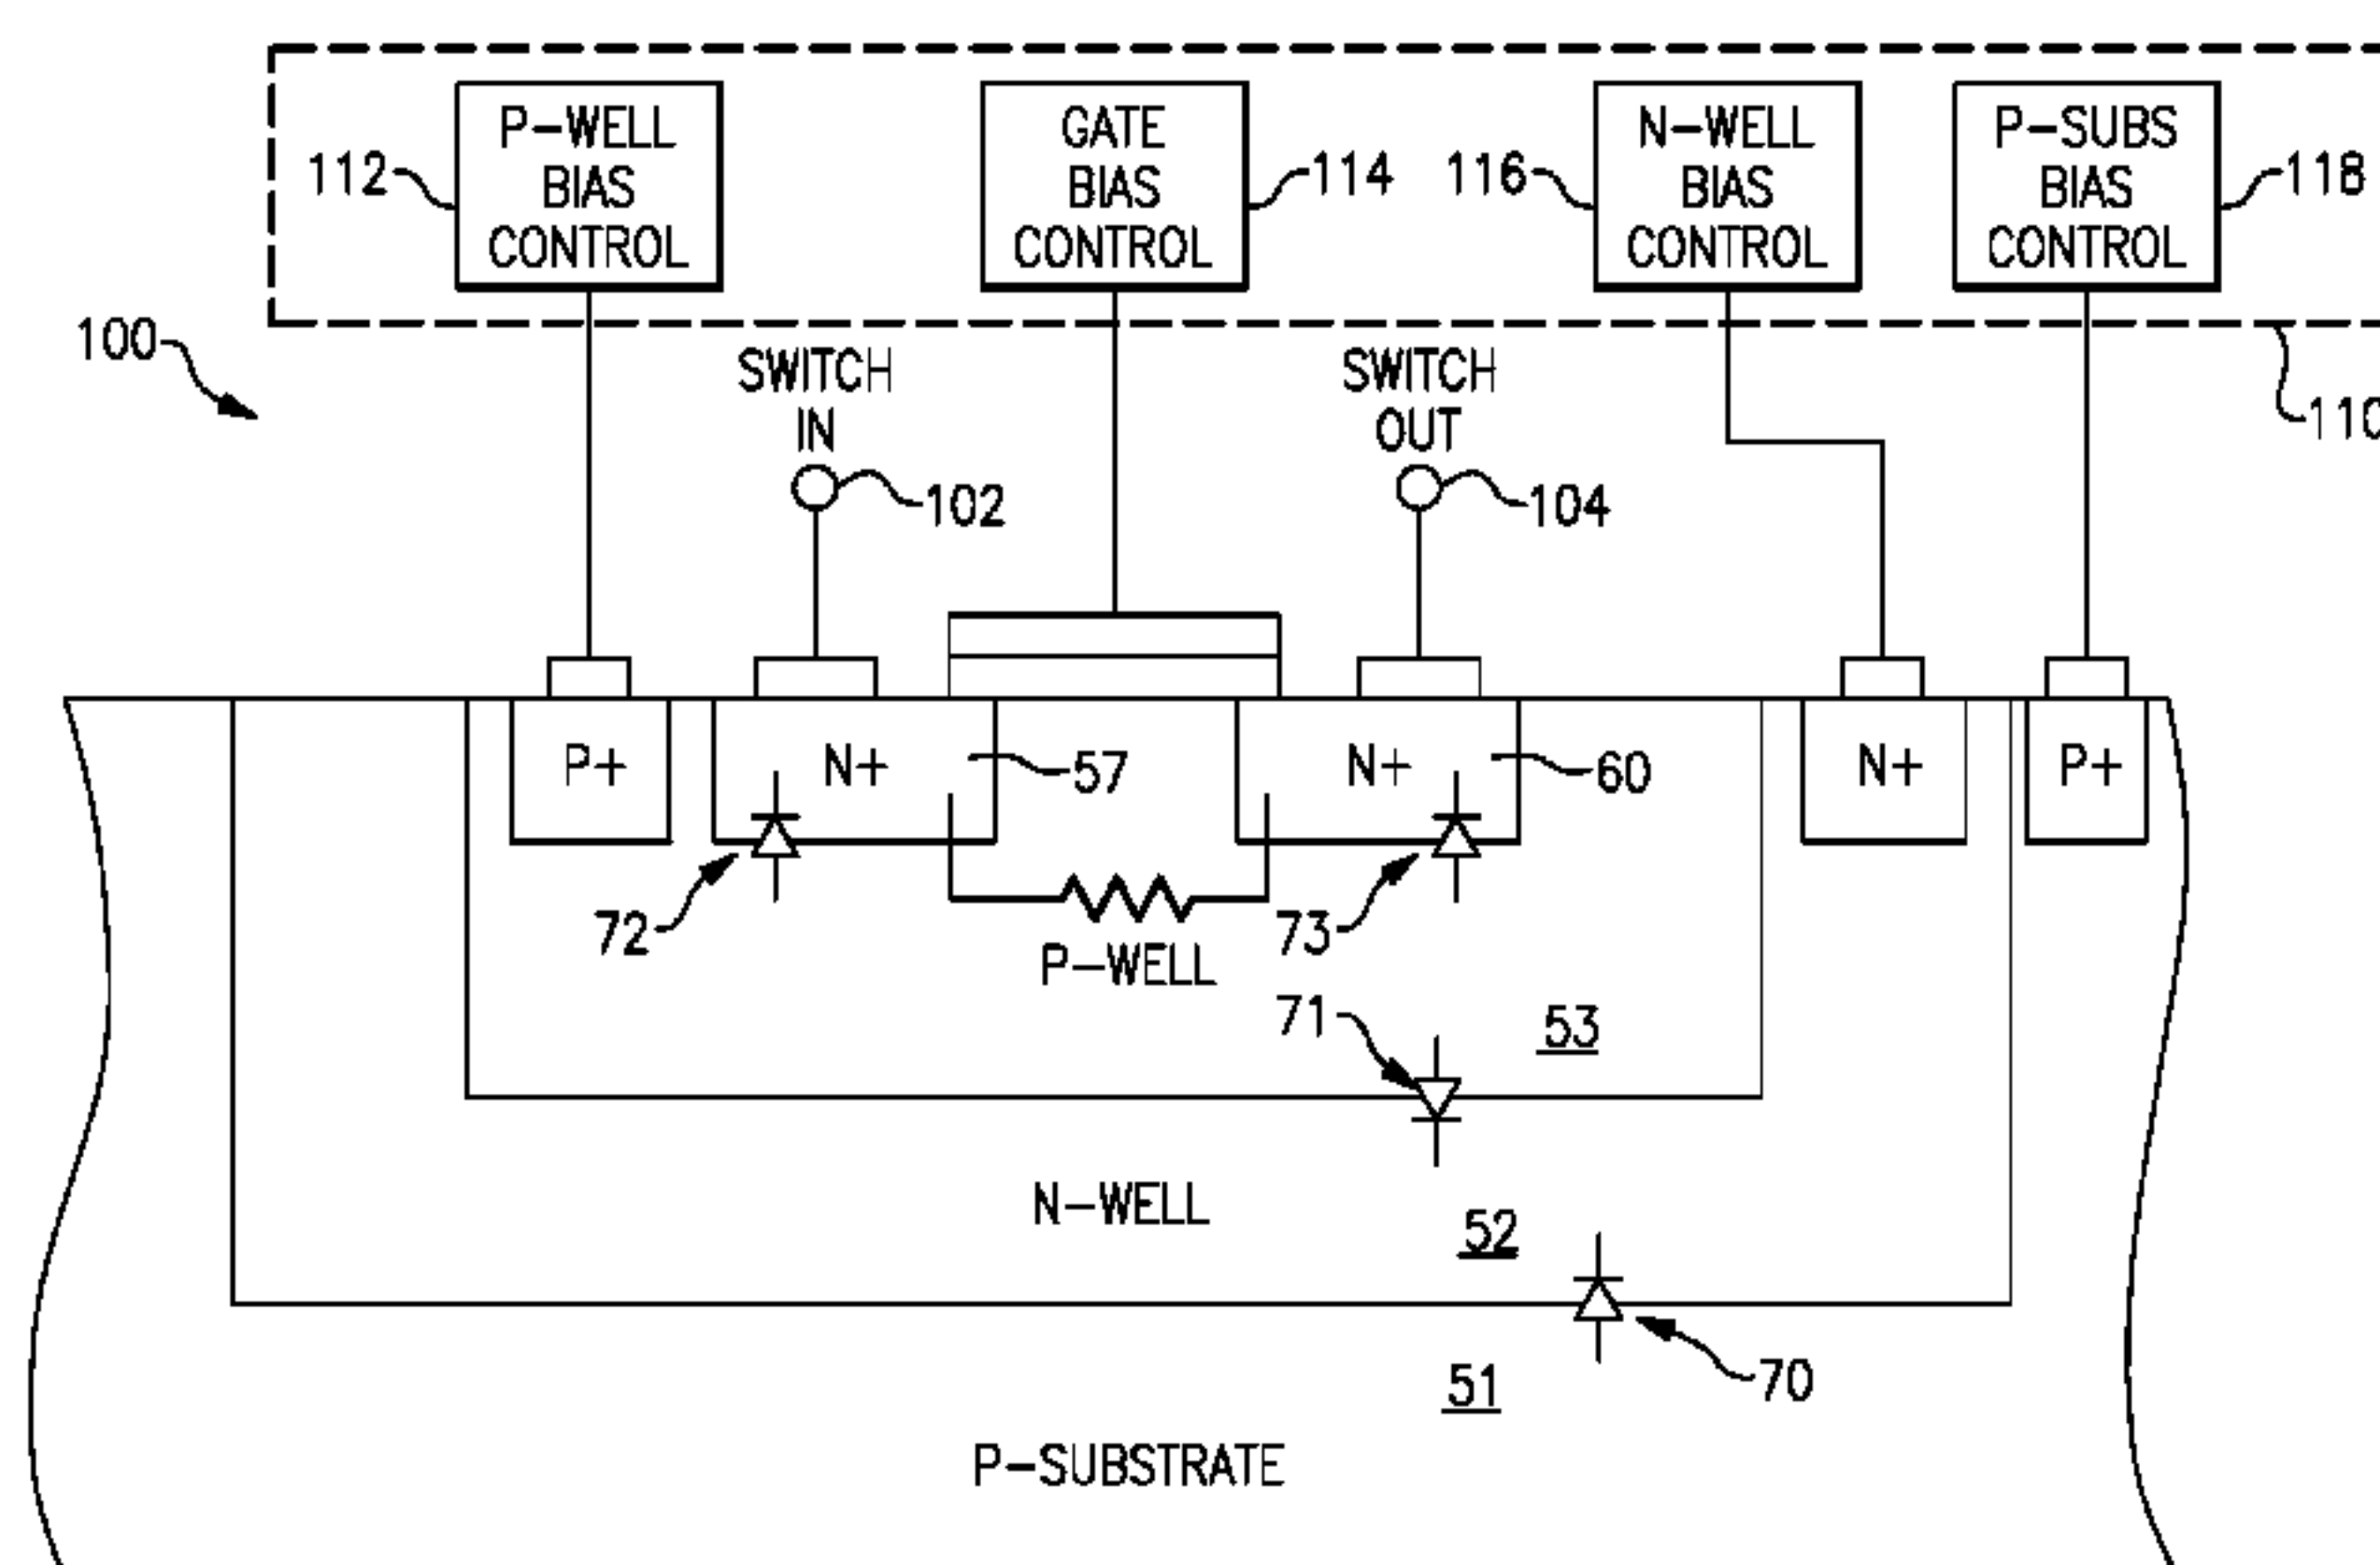 P-WELL
BIAS
CONTROL
112
GATE
BIAS
CONTROL
114
116
N-WELL
BIAS
CONTROL
P-SUBS
BIAS
CONTROL
118
100
SWITCH
IN
102
SWITCH
OUT
104
110
P+
N+
57
N+
60
N+
P+
72
73
P-WELL
71
53
N-WELL
52
70
51
P-SUBSTRATE